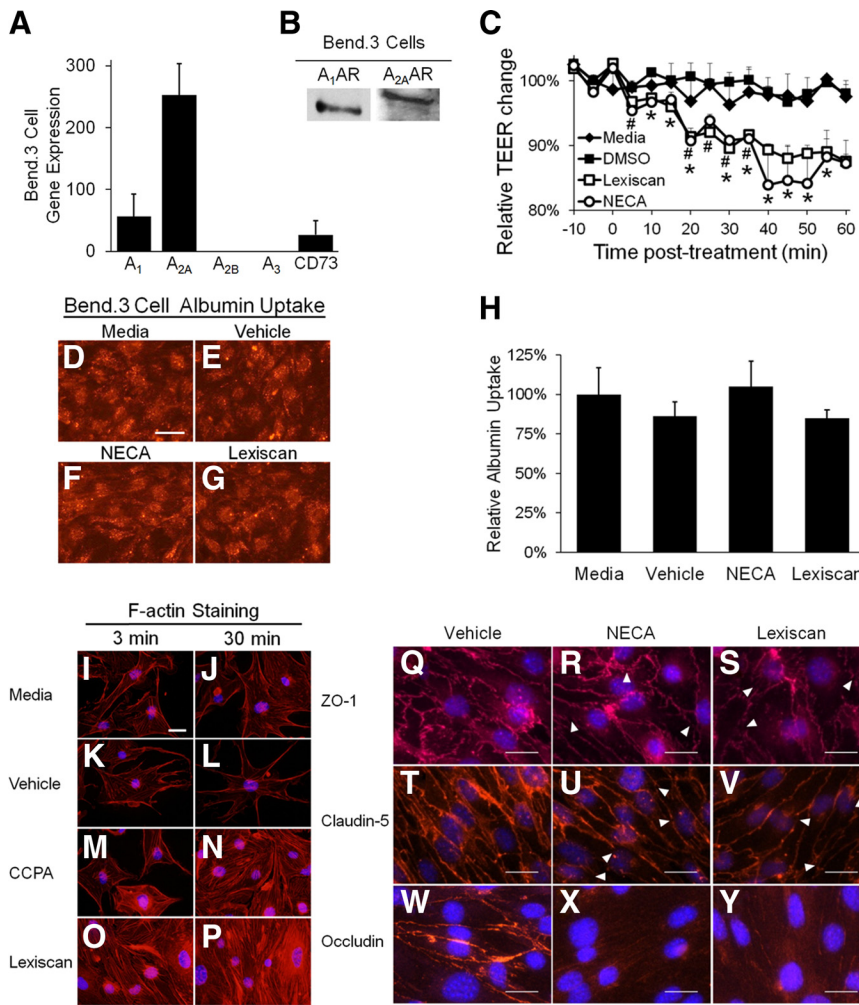 A
Bend.3 Cell
Gene Expression
300
200
100
0
A1 A2A A2B A3 CD73
B
Bend.3 Cells
A1AR A2AAR
C
Relative TEER change
100%
90%
80%
Media
DMSO
Lexiscan
NECA
# * * # * # # * # * * * * *
-10 0 10 20 30 40 50 60
Time post-treatment (min)
Bend.3 Cell Albumin Uptake
Media Vehicle
D E
NECA Lexiscan
F G
H
Relative Albumin Uptake
125%
100%
75%
50%
25%
0%
Media Vehicle NECA Lexiscan
F-actin Staining
3 min 30 min
Media I J
Vehicle K L
CCPA M N
Lexiscan O P
Vehicle NECA Lexiscan
ZO-1 Q R S
Claudin-5 T U V
Occludin W X Y